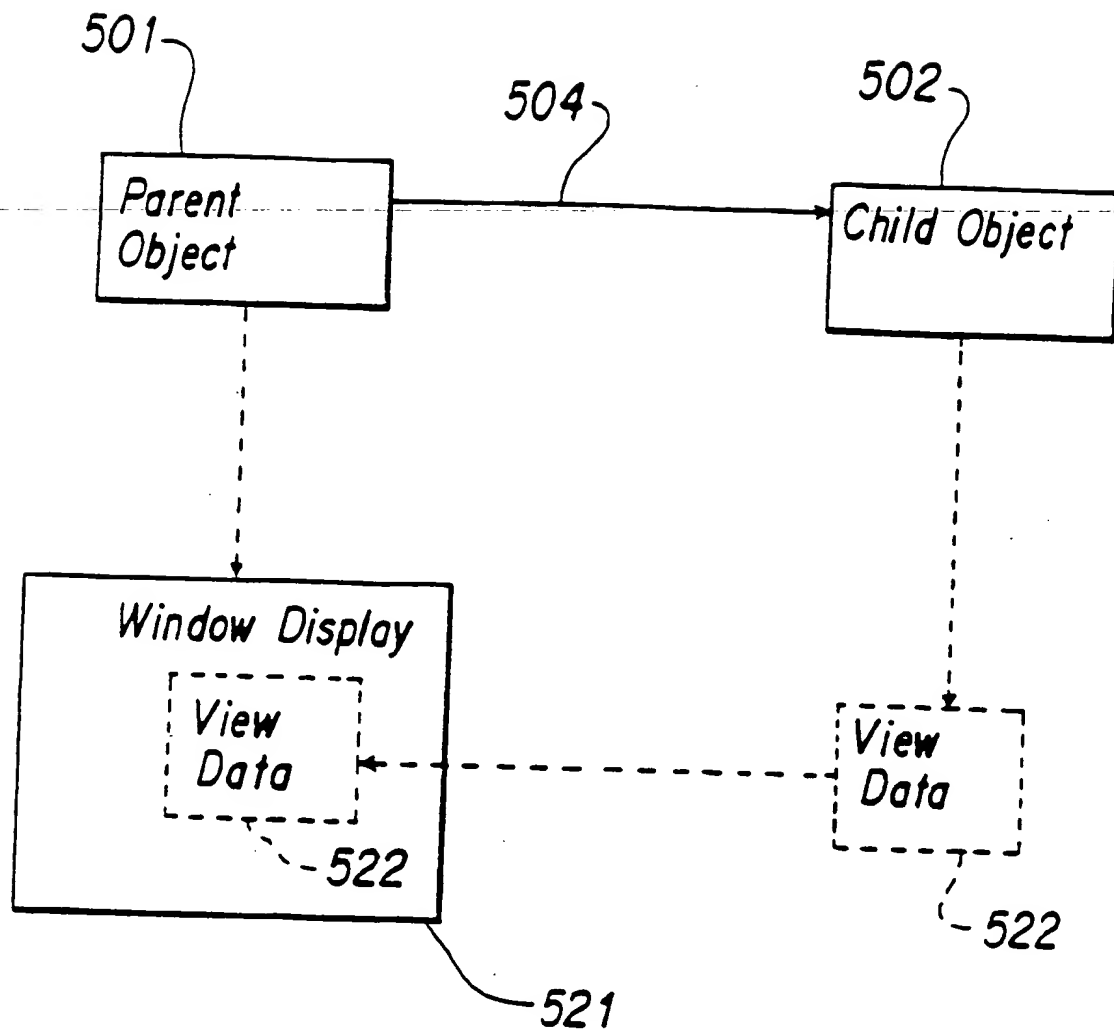 501
504
502
Parent
Object
Child Object
Window Display
View
Data
View
Data
522
522
521